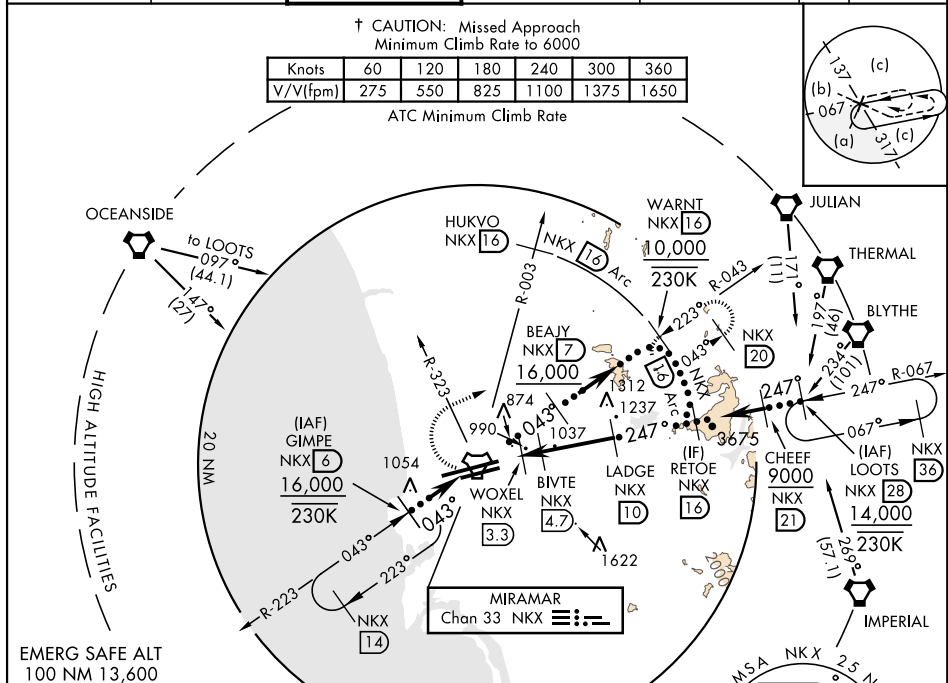 † CAUTION: Missed Approach
Minimum Climb Rate to 6000
Knots 60 120 180 240 300 360
V/V(fpm) 275 550 825 1100 1375 1650
ATC Minimum Climb Rate
137
(c)
(b)
067
(a)
(c)
317
OCEANSIDE
to LOOTS
097°
(44.1)
147°
(27)
HUKVO
NKX 16
NKX 16 Arc
R-003
WARNT
NKX 16
10,000
230K
R-043
223°
043°
NKX
20
JULIAN
171°
(11)
THERMAL
197°
(46)
BLYTHE
234°
(101)
R-067
247°
067°
NKX
36
BEAJY
NKX 7
16,000
1312
1237
NKX 16 Arc
247°
HIGH ALTITUDE FACILITIES
20 NM
R-323
874
990
043°
1037
247°
3675
(IAF)
GIMPE
NKX 6
16,000
230K
1054
043°
WOXEL
NKX
3.3
BIVTE
NKX
4.7
LADGE
NKX
10
(IF)
RETOE
NKX
16
CHEEF
9000
NKX
21
(IAF)
LOOTS
NKX 28
14,000
230K
1622
2000
269°
(57.1)
IMPERIAL
043°
223°
R-223
NKX
14
MIRAMAR
Chan 33 NKX
EMERG SAFE ALT
100 NM 13,600
MSA NKX 25 N